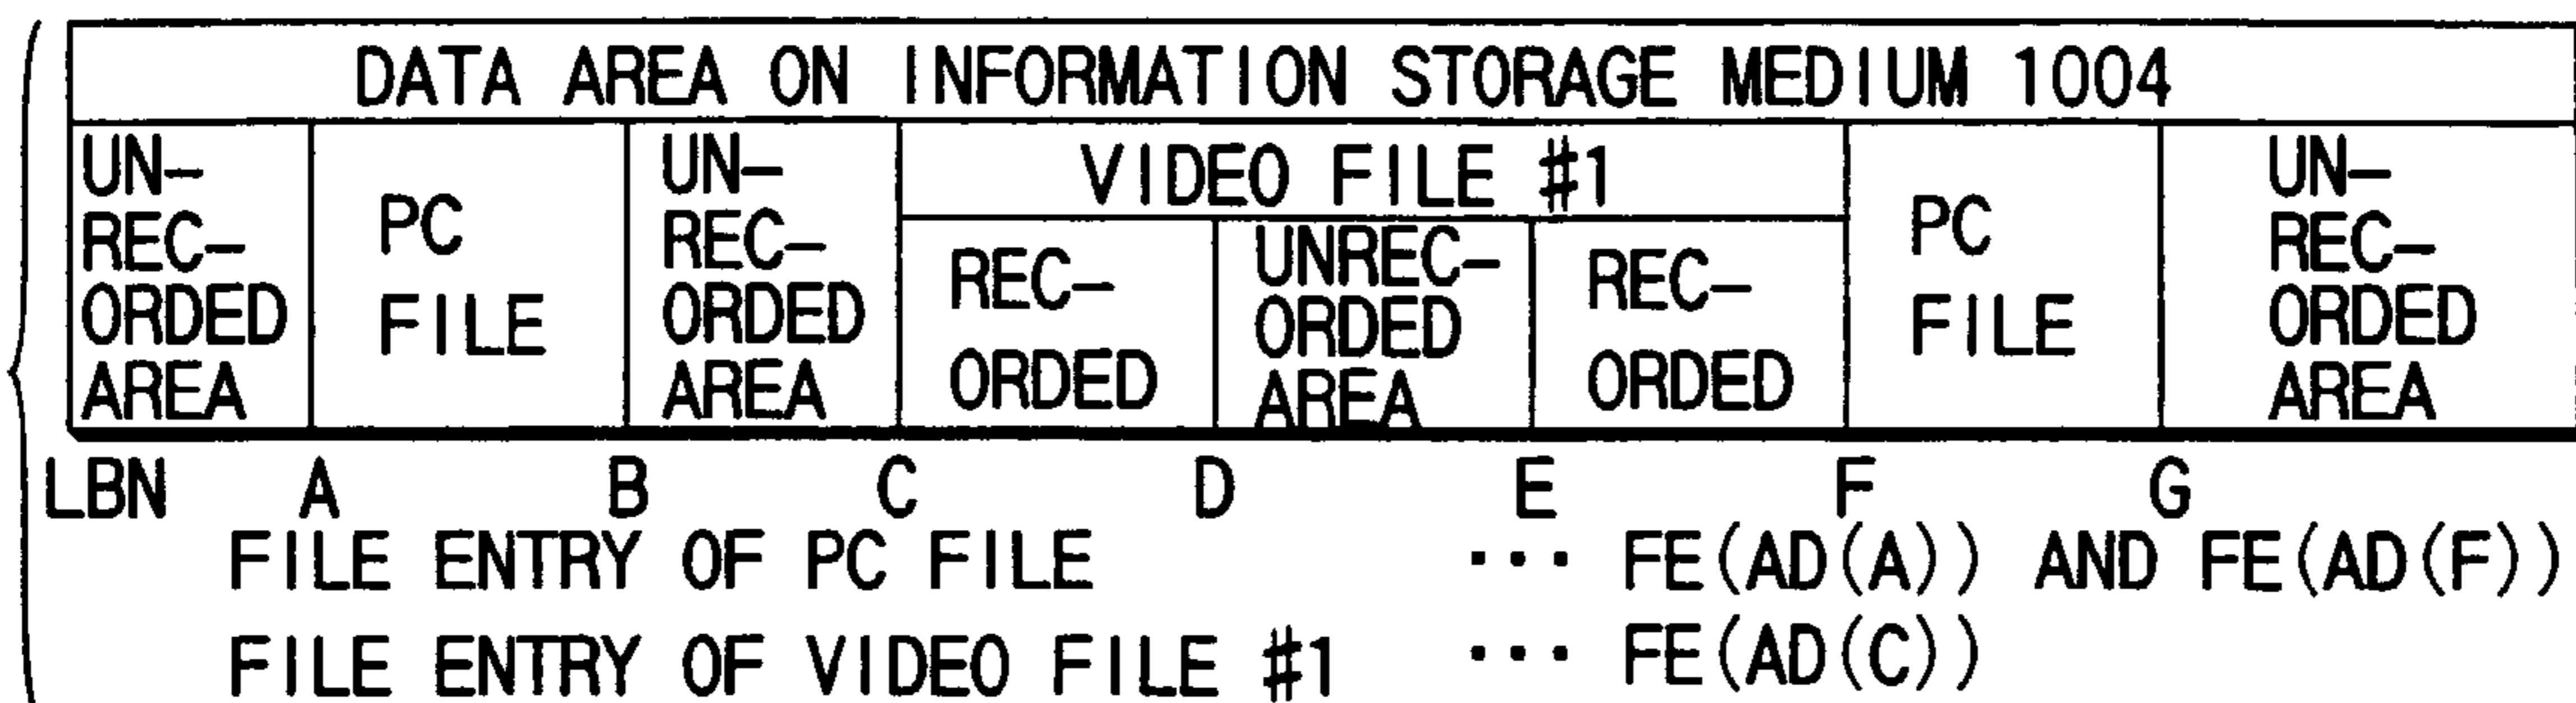 DATA AREA ON INFORMATION STORAGE MEDIUM 1004
UN-
REC-
ORDED
AREA
PC
FILE
UN-
REC-
ORDED
AREA
VIDEO FILE #1
REC-
ORDED
UNREC-
ORDED
AREA
REC-
ORDED
PC
FILE
UN-
REC-
ORDED
AREA
LBN A B C D E F G
FILE ENTRY OF PC FILE ··· FE(AD(A)) AND FE(AD(F))
FILE ENTRY OF VIDEO FILE #1 ··· FE(AD(C))